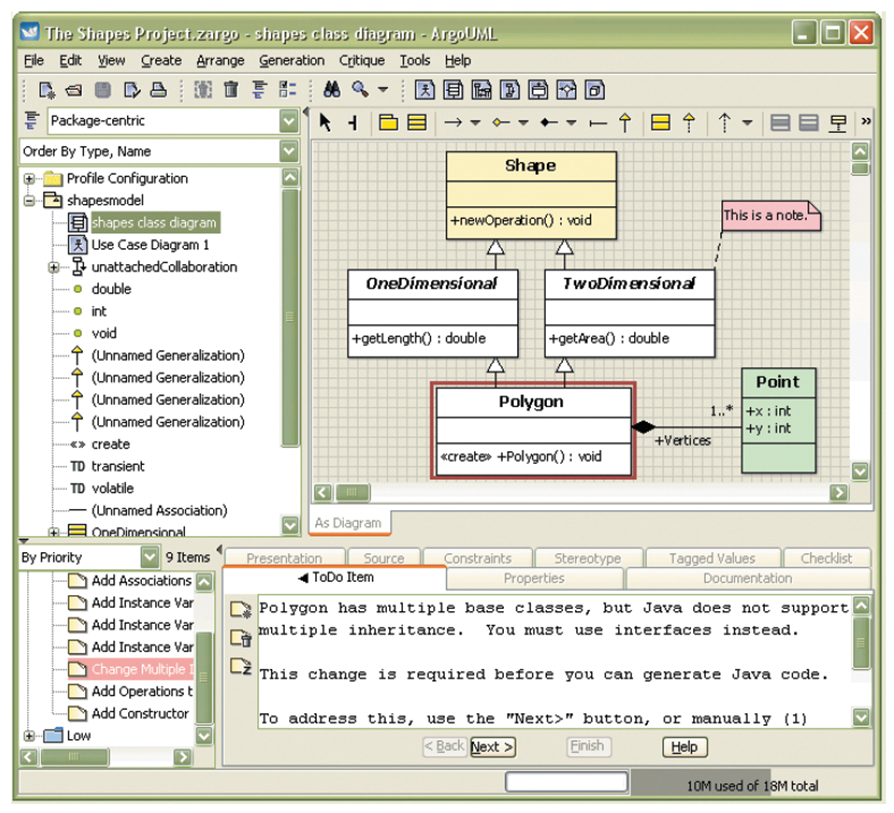 The Shapes Project.zargo - shapes class diagram - ArgoUML
File Edit View Create Arrange Generation Critique Tools Help
Package-centric
Order By Type, Name
Profile Configuration
shapesmodel
shapes class diagram
Use Case Diagram 1
unattachedCollaboration
double
int
void
(Unnamed Generalization)
(Unnamed Generalization)
(Unnamed Generalization)
(Unnamed Generalization)
«» create
TD transient
TD volatile
(Unnamed Association)
OneDimensional
»
Shape
+newOperation() : void
This is a note.
OneDimensional
+getLength() : double
TwoDimensional
+getArea() : double
Polygon
«create» +Polygon() : void
1..*
+Vertices
Point
+x : int
+y : int
As Diagram
By Priority 9 Items
Add Associations
Add Instance Var
Add Instance Var
Add Instance Var
Change Multiple I
Add Operations t
Add Constructor
Low
Presentation Source Constraints Stereotype Tagged Values Checklist
ToDo Item Properties Documentation
Polygon has multiple base classes, but Java does not support
multiple inheritance. You must use interfaces instead.
This change is required before you can generate Java code.
To address this, use the "Next>" button, or manually (1)
< Back Next > Finish Help
10M used of 18M total